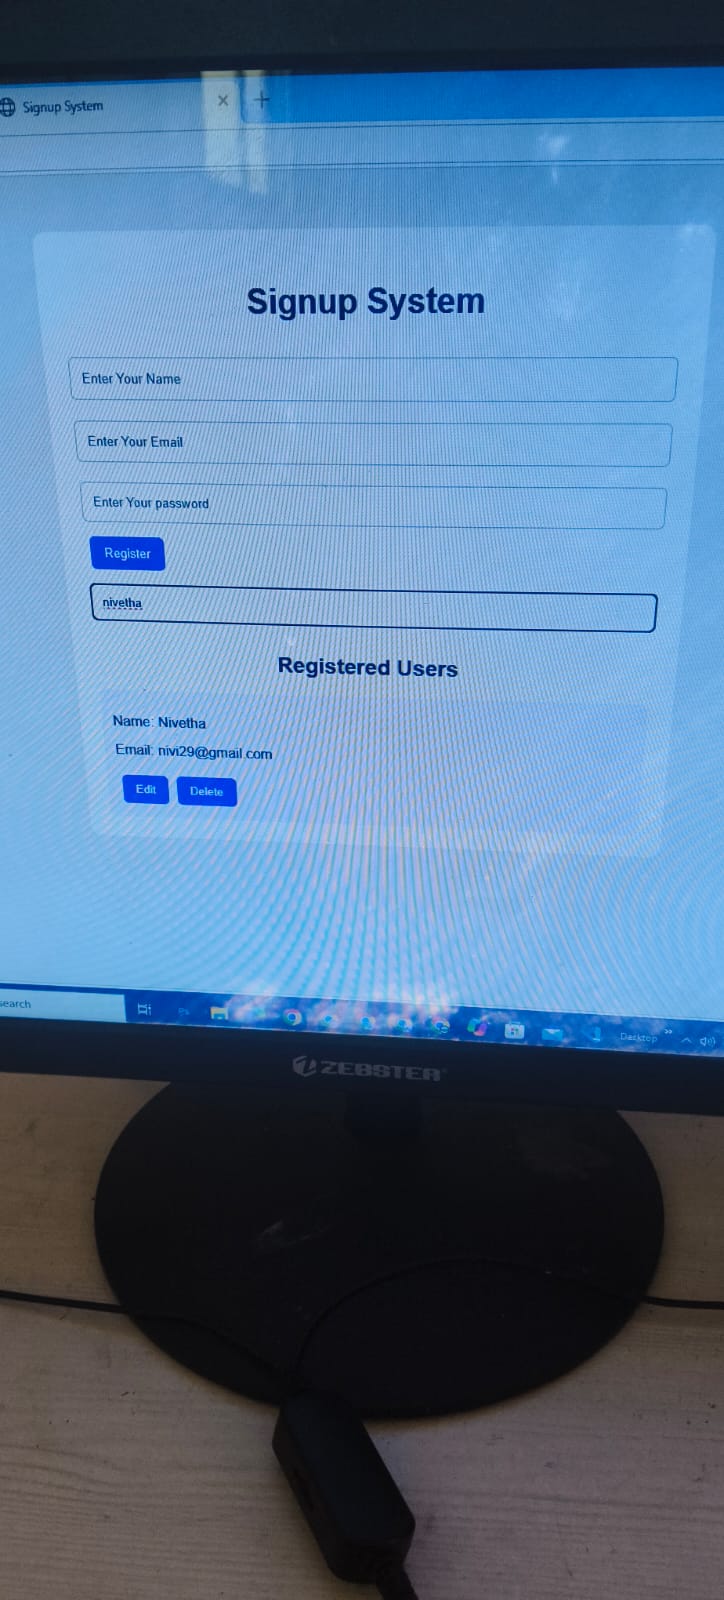 Signup System
Signup System
Enter Your Name
Enter Your Email
Enter Your password
Register
nivetha
Registered Users
Name: Nivetha
Email: nivi29@gmail.com
Edit Delete
search
Desktop
ZEBSTER